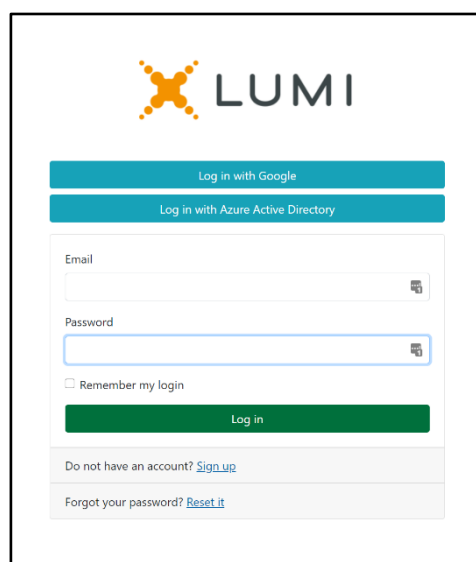 LUMI
Log in with Google
Log in with Azure Active Directory
Email
Password
Remember my login
Log in
Do not have an account? Sign up
Forgot your password? Reset it